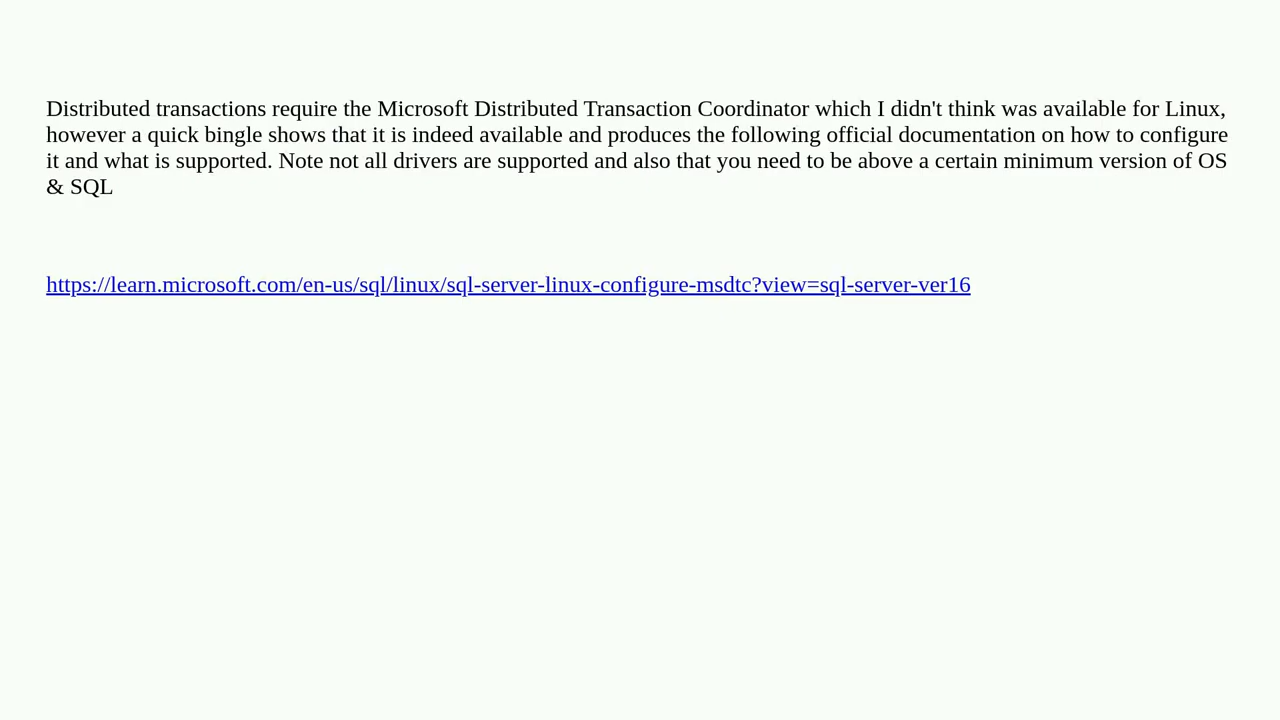 Distributed transactions require the Microsoft Distributed Transaction Coordinator which I didn't think was available for Linux,
however a quick bingle shows that it is indeed available and produces the following official documentation on how to configure
it and what is supported. Note not all drivers are supported and also that you need to be above a certain minimum version of OS
& SQL
https://learn.microsoft.com/en-us/sql/linux/sql-server-linux-configure-msdtc?view=sql-server-ver16